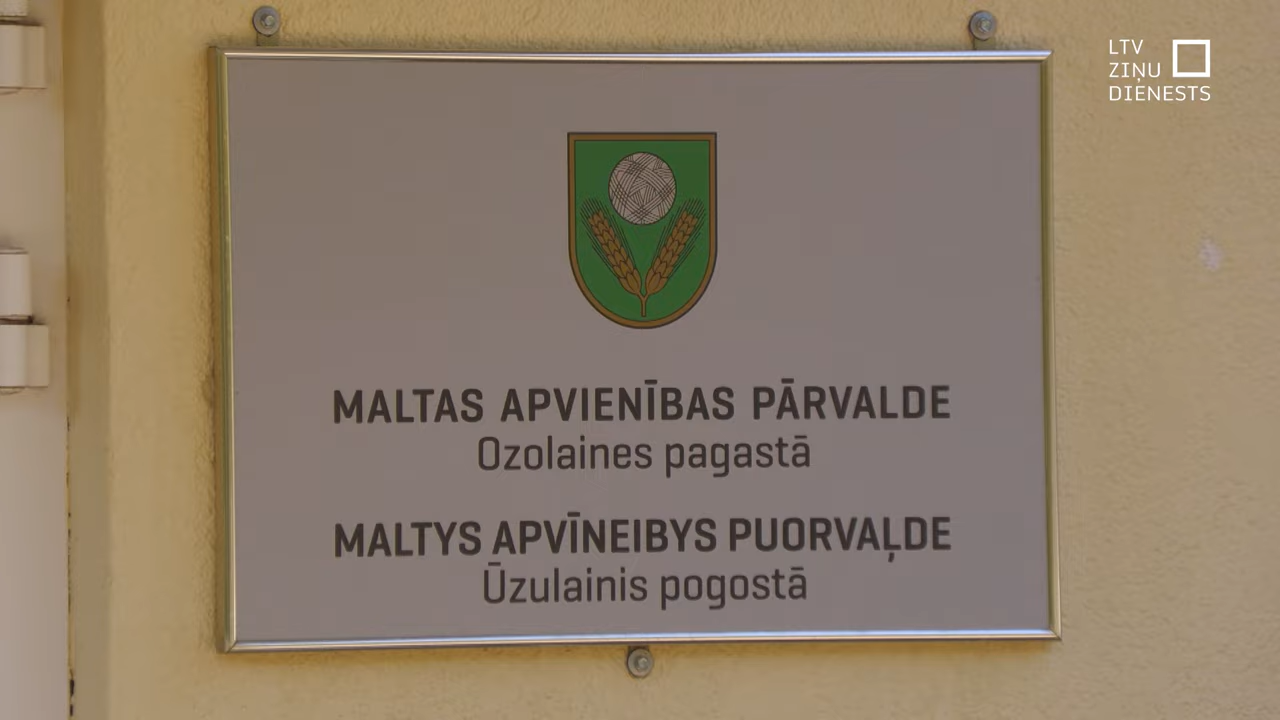 LTV
ZIŅU
DIENESTS
MALTAS APVIENĪBAS PĀRVALDE
Ozolaines pagastā
MALTYS APVĪNEIBYS PUORVAĻDE
Ūzulainis pogostā